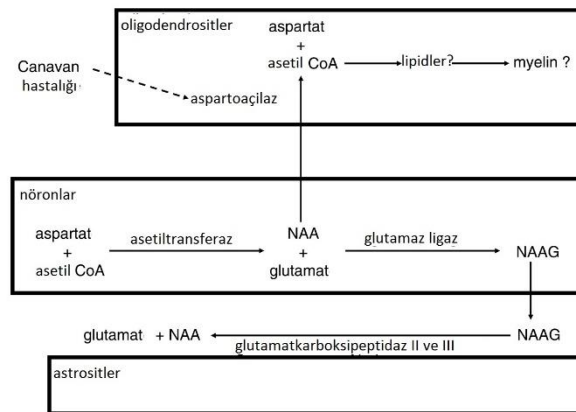 oligodendrositler
aspartat
+
asetil CoA
lipidler?
myelin ?
Canavan
hastalığı
aspartoaçilaz
nöronlar
aspartat
+
asetil CoA
asetiltransferaz
NAA
+
glutamat
glutamaz ligaz
NAAG
glutamat + NAA
glutamatkarboksipeptidaz II ve III
NAAG
astrositler